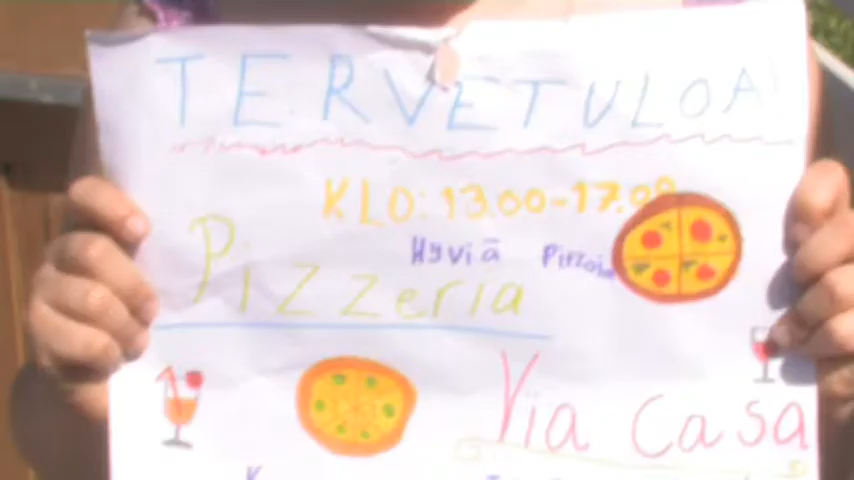 TERVETULOA!
KLO: 13.00-17.00
Hyviä Pizzoja
Pizzeria
Via Casa